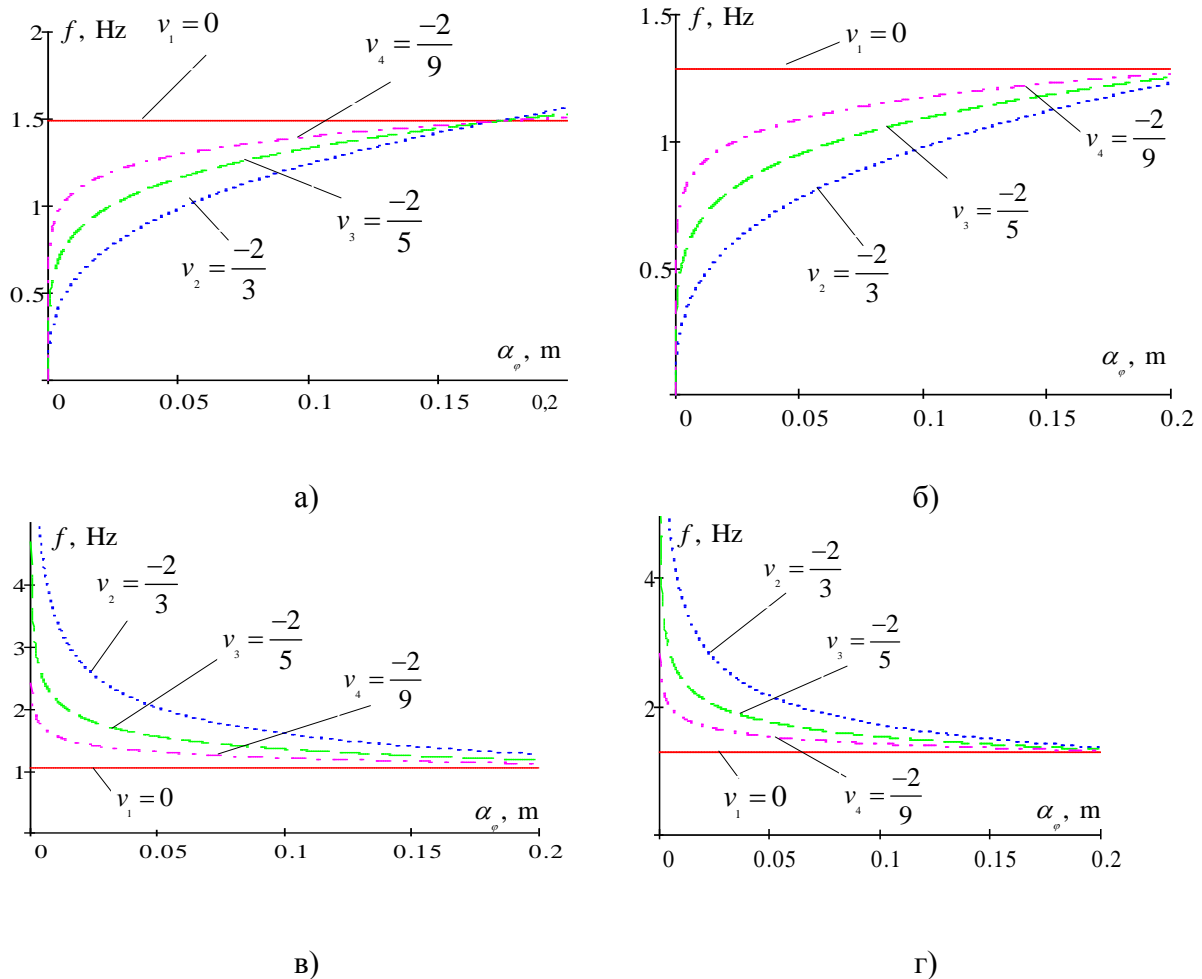 f, Hz
v₁ = 0
v₄ = −2/9
2
1.5
1
0.5
v₃ = −2/5
v₂ = −2/3
α_φ, m
0 0.05 0.1 0.15 0,2
а)
f, Hz
1.5
v₁ = 0
1
0.5
v₄ = −2/9
v₃ = −2/5
v₂ = −2/3
α_φ, m
0 0.05 0.1 0.15 0.2
б)
f, Hz
4
3
2
1
v₂ = −2/3
v₃ = −2/5
v₄ = −2/9
v₁ = 0
α_φ, m
0 0.05 0.1 0.15 0.2
в)
f, Hz
4
2
v₂ = −2/3
v₃ = −2/5
v₁ = 0
v₄ = −2/9
α_φ, m
0 0.05 0.1 0.15 0.2
г)